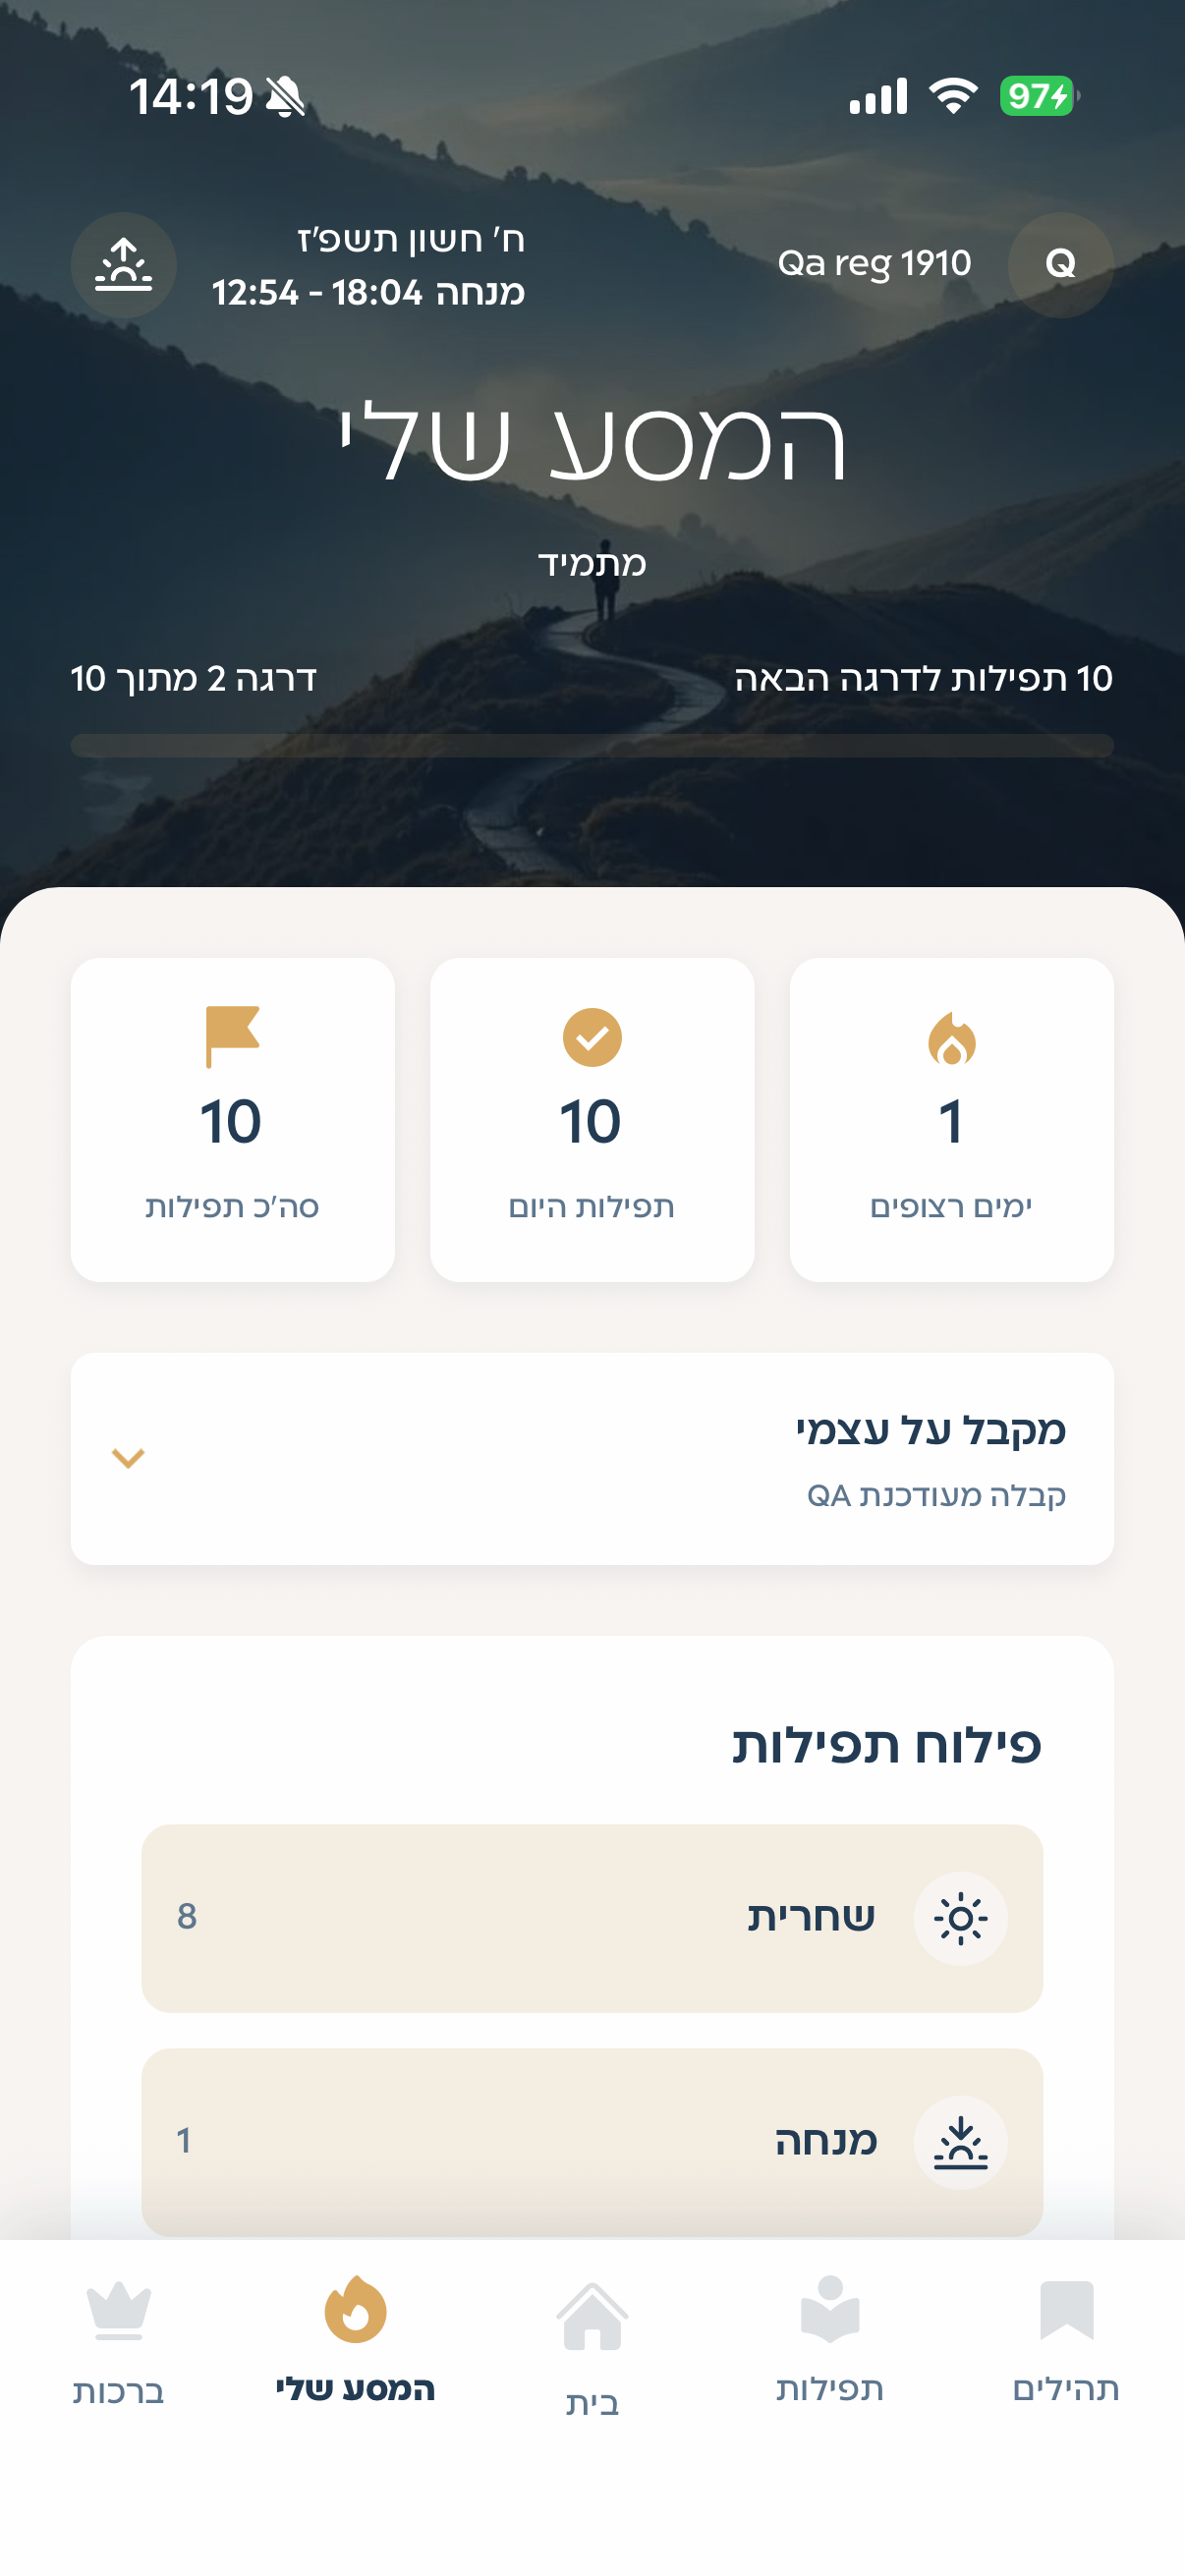 14:19
97
Qa reg 1910
Q
ח' חשון תשפ'ז
מנחה 18:04 - 12:54
המסע שלי
מתמיד
10 תפילות לדרגה הבאה
דרגה 2 מתוך 10
1
ימים רצופים
10
תפילות היום
10
סה'כ תפילות
מקבל על עצמי
קבלה מעודכנת QA
פילוח תפילות
שחרית
8
מנחה
1
תהילים
תפילות
בית
המסע שלי
ברכות